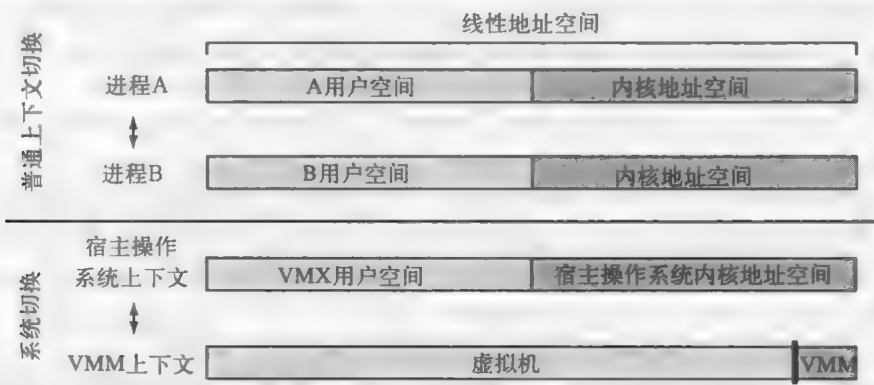 线性地址空间
普通上下文切换
进程A
A用户空间
内核地址空间
进程B
B用户空间
内核地址空间
系统切换
宿主操作
系统上下文
VMX用户空间
宿主操作系统内核地址空间
VMM上下文
虚拟机
VMM